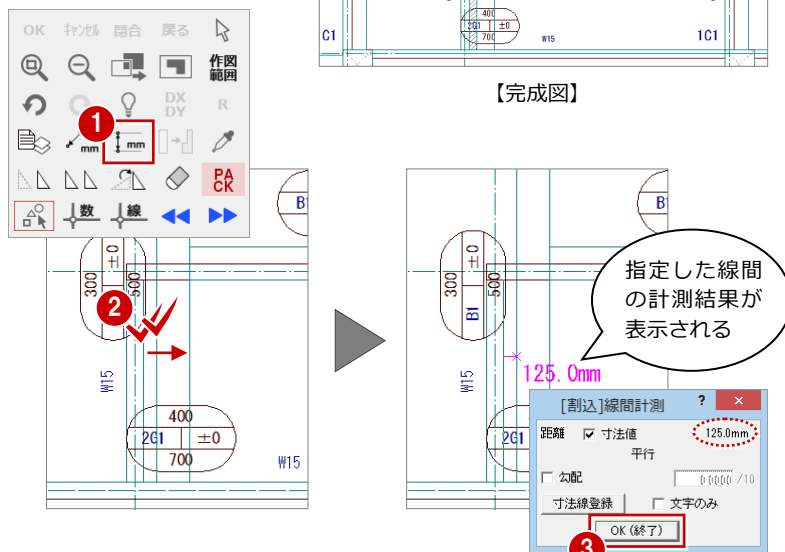 OK ｷｬﾝｾﾙ 閉合 戻る
作図
範囲
DX
DY
R
1
mm
mm
PA
CK
数
線
400
2G1 ±0
700
C1
W15
1C1
【完成図】
B1
±0
300
500
2
W15
400
2G1 ±0
700
W15
B1
±0
300
500
B1
指定した線間
の計測結果が
表示される
125.0mm
W15
2G1
[割込]線間計測 ? ×
距離 寸法値 125.0mm
平行
勾配 0.0000 /10
寸法線登録 文字のみ
OK(終了)
3